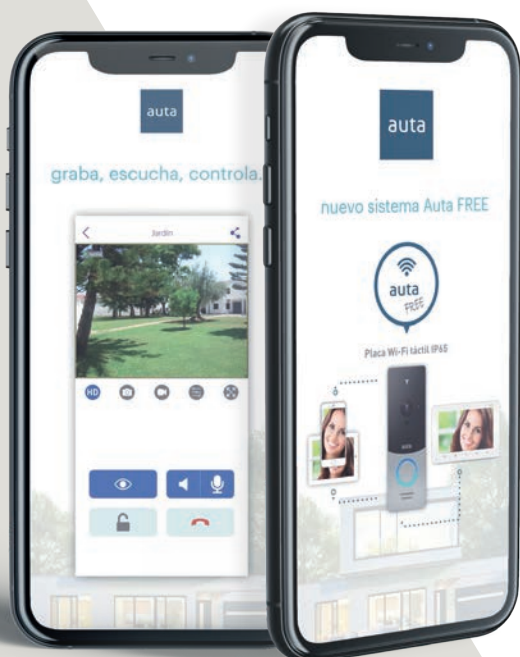 auta
graba, escucha, controla.
Jardín
HD
auta
nuevo sistema Auta FREE
auta
FREE
Placa Wi-Fi táctil IP65